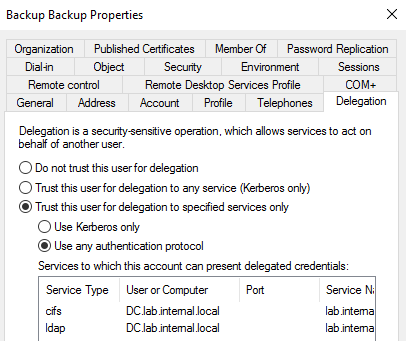 Backup Backup Properties
Organization Published Certificates Member Of Password Replication
Dial-in Object Security Environment Sessions
Remote control Remote Desktop Services Profile COM+
General Address Account Profile Telephones Delegation
Delegation is a security-sensitive operation, which allows services to act on
behalf of another user.
Do not trust this user for delegation
Trust this user for delegation to any service (Kerberos only)
Trust this user for delegation to specified services only
Use Kerberos only
Use any authentication protocol
Services to which this account can present delegated credentials:
Service Type User or Computer Port Service
cifs DC.lab.internal.local lab.interna
ldap DC.lab.internal.local lab.interna